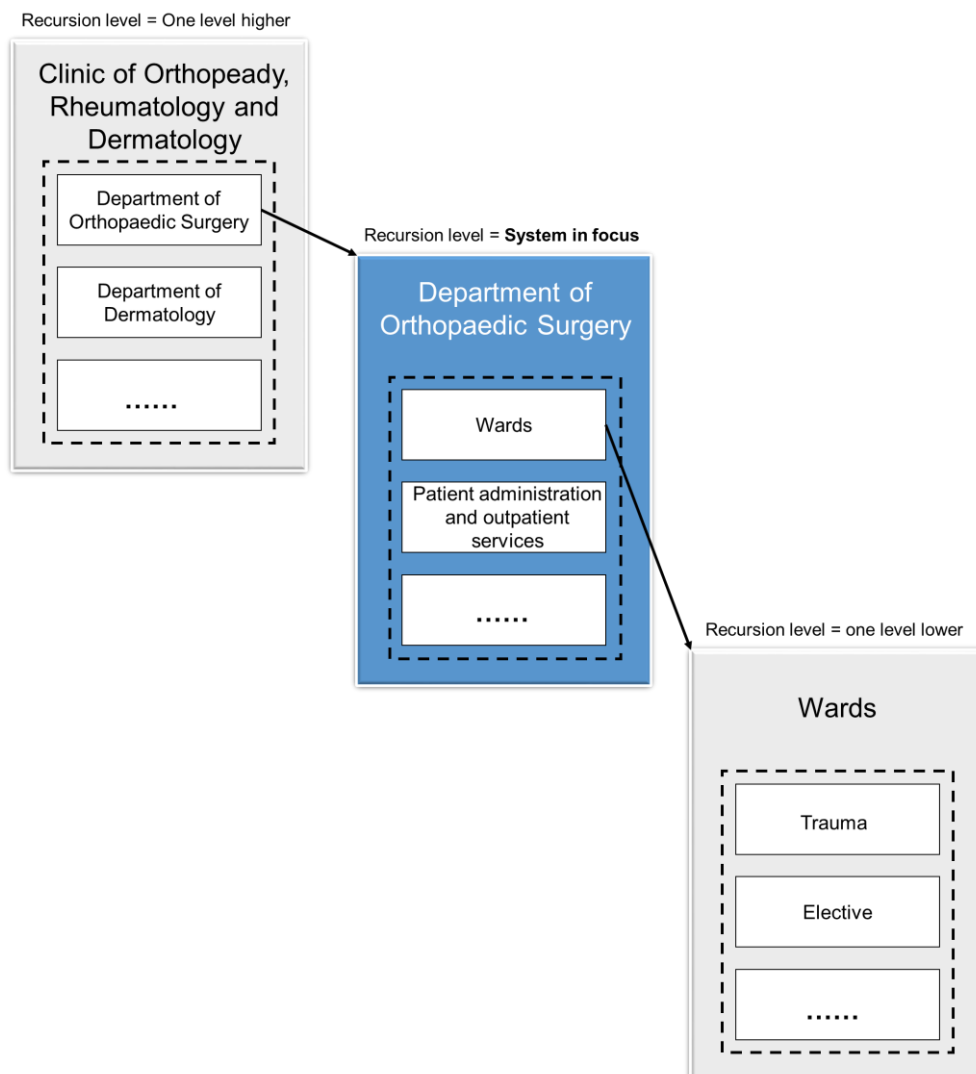 Recursion level = One level higher
Clinic of Orthopeady,
Rheumatology and
Dermatology
Department of
Orthopaedic Surgery
Department of
Dermatology
......
Recursion level = System in focus
Department of
Orthopaedic Surgery
Wards
Patient administration
and outpatient
services
......
Recursion level = one level lower
Wards
Trauma
Elective
......